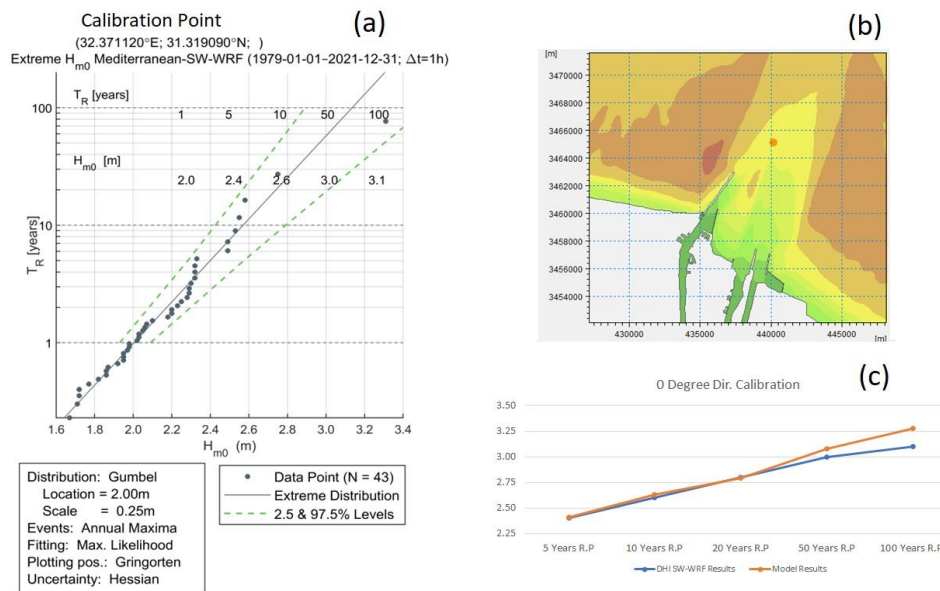 Calibration Point
(a)
(32.371120°E; 31.319090°N; )
Extreme Hm0 Mediterranean-SW-WRF (1979-01-01–2021-12-31; Δt=1h)
TR [years]
1 5 10 50 100
Hm0 [m]
2.0 2.4 2.6 3.0 3.1
100
10
1
TR [years]
1.6 1.8 2.0 2.2 2.4 2.6 2.8 3.0 3.2 3.4
Hm0 (m)
Distribution: Gumbel
Location = 2.00m
Scale = 0.25m
Events: Annual Maxima
Fitting: Max. Likelihood
Plotting pos.: Gringorten
Uncertainty: Hessian
Data Point (N = 43)
Extreme Distribution
2.5 & 97.5% Levels
(b)
[m]
3470000
3468000
3466000
3464000
3462000
3460000
3458000
3456000
3454000
430000 435000 440000 445000
[m]
(c)
0 Degree Dir. Calibration
3.50
3.25
3.00
2.75
2.50
2.25
5 Years R.P 10 Years R.P 20 Years R.P 50 Years R.P 100 Years R.P
DHI SW-WRF Results Model Results